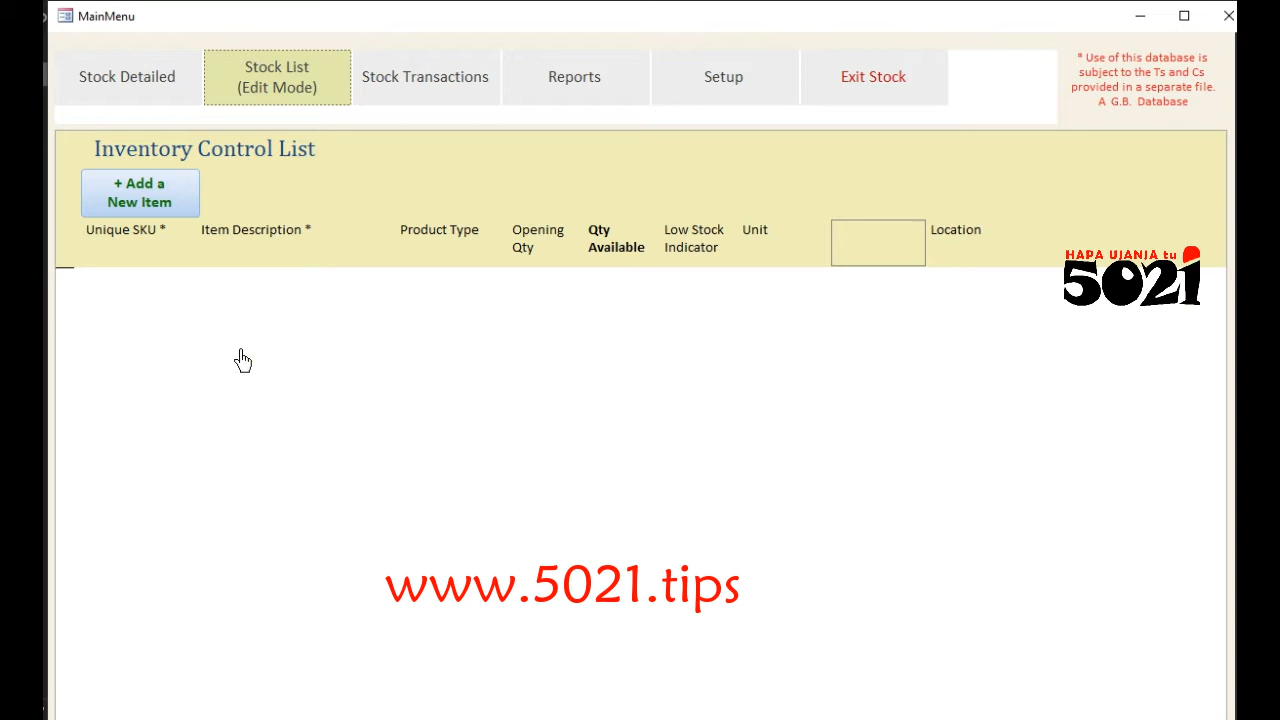 MainMenu
Stock Detailed
Stock List
(Edit Mode)
Stock Transactions
Reports
Setup
Exit Stock
* Use of this database is
subject to the Ts and Cs
provided in a separate file.
A G.B. Database
Inventory Control List
+ Add a
New Item
Unique SKU *
Item Description *
Product Type
Opening
Qty
Qty
Available
Low Stock
Indicator
Unit
Location
HAPA UJANJA tu
5021
www.5021.tips